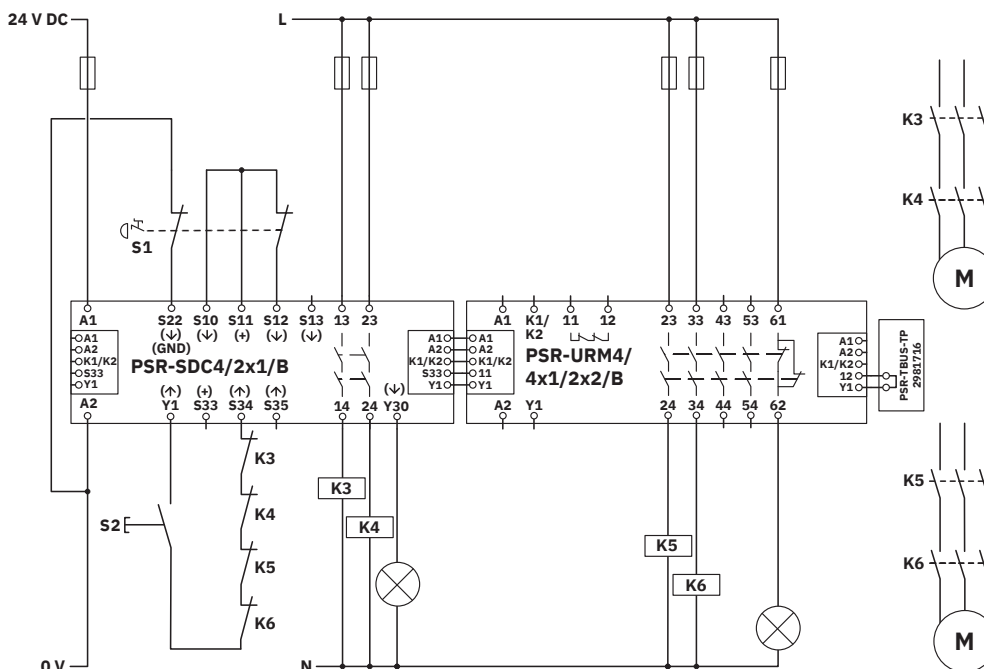 24 V DC
L
K3
K4
S1
M
A1 S22 S10 S11 S12 S13 13 23
(↓) (↓) (+) (↓) (↓)
(GND)
A1
A2
K1/K2
S33
Y1
PSR-SDC4/2x1/B
A1
A2
K1/K2
S33
Y1
(↑) (+) (↑) (↑) (↓)
A2 Y1 S33 S34 S35 14 24 Y30
A1 K1/K2 11 12 23 33 43 53 61
A1
A2
K1/K2
11
Y1
PSR-URM4/
4x1/2x2/B
A1
A2
K1/K2
12
Y1
PSR-TBUS-TP
2981716
A2 Y1 24 34 44 54 62
K3
K4
K5
K6
S2
K3
K4
K5
K6
K5
K6
M
0 V
N